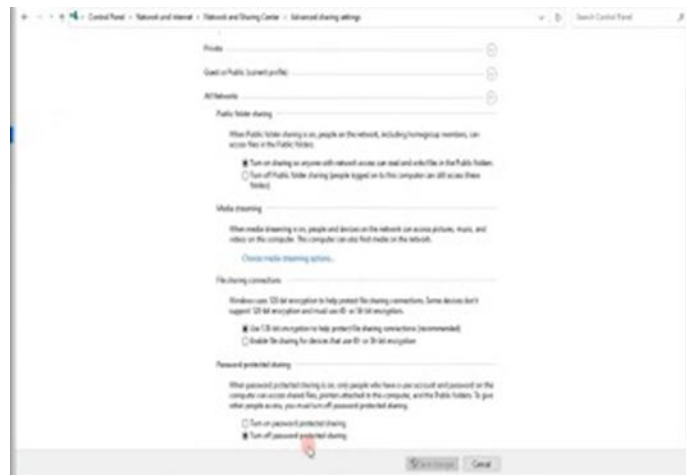 Control Panel › Network and Internet › Network and Sharing Center › Advanced sharing settings
Search Control Panel
Private
Guest or Public (current profile)
All Networks
Public folder sharing
When Public folder sharing is on, people on the network, including homegroup members, can
access files in the Public folders.
Turn on sharing so anyone with network access can read and write files in the Public folders
Turn off Public folder sharing (people logged on to this computer can still access these
folders)
Media streaming
When media streaming is on, people and devices on the network can access pictures, music, and
videos on the computer. The computer can also find media on the network.
Choose media streaming options...
File sharing connections
Windows uses 128-bit encryption to help protect file sharing connections. Some devices don't
support 128-bit encryption and must use 40- or 56-bit encryption.
Use 128-bit encryption to help protect file sharing connections (recommended)
Enable file sharing for devices that use 40- or 56-bit encryption
Password protected sharing
When password protected sharing is on, only people who have a user account and password on the
computer can access shared files, printers attached to this computer, and the Public folders. To give
other people access, you must turn off password protected sharing.
Turn on password protected sharing
Turn off password protected sharing
Save changes
Cancel